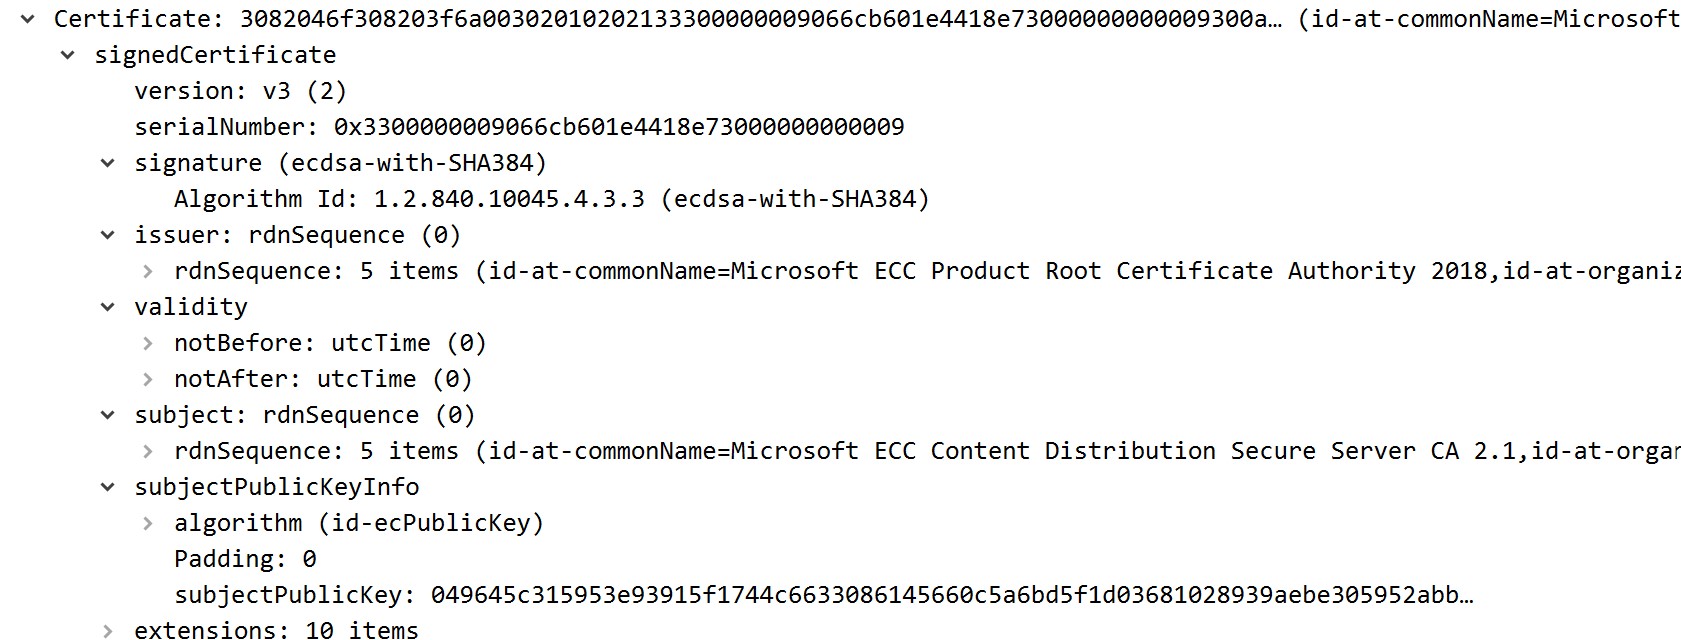 Certificate: 3082046f308203f6a003020102021333000000009066cb601e4418e73000000000009300a… (id-at-commonName=Microsoft
signedCertificate
version: v3 (2)
serialNumber: 0x3300000009066cb601e4418e73000000000009
signature (ecdsa-with-SHA384)
Algorithm Id: 1.2.840.10045.4.3.3 (ecdsa-with-SHA384)
issuer: rdnSequence (0)
rdnSequence: 5 items (id-at-commonName=Microsoft ECC Product Root Certificate Authority 2018,id-at-organiz
validity
notBefore: utcTime (0)
notAfter: utcTime (0)
subject: rdnSequence (0)
rdnSequence: 5 items (id-at-commonName=Microsoft ECC Content Distribution Secure Server CA 2.1,id-at-organ
subjectPublicKeyInfo
algorithm (id-ecPublicKey)
Padding: 0
subjectPublicKey: 049645c315953e93915f1744c6633086145660c5a6bd5f1d03681028939aebe305952abb…
extensions: 10 items